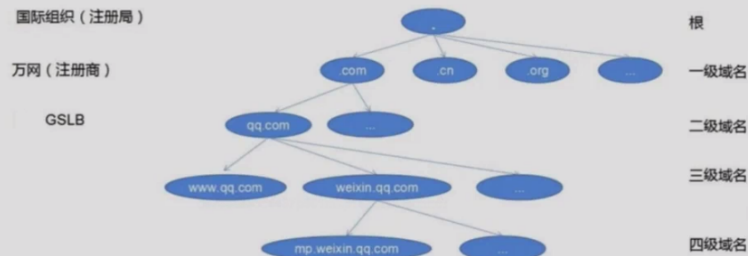 国际组织（注册局）
.
根
万网（注册商）
.com
.cn
.org
...
一级域名
GSLB
qq.com
...
二级域名
www.qq.com
weixin.qq.com
...
三级域名
mp.weixin.qq.com
...
四级域名